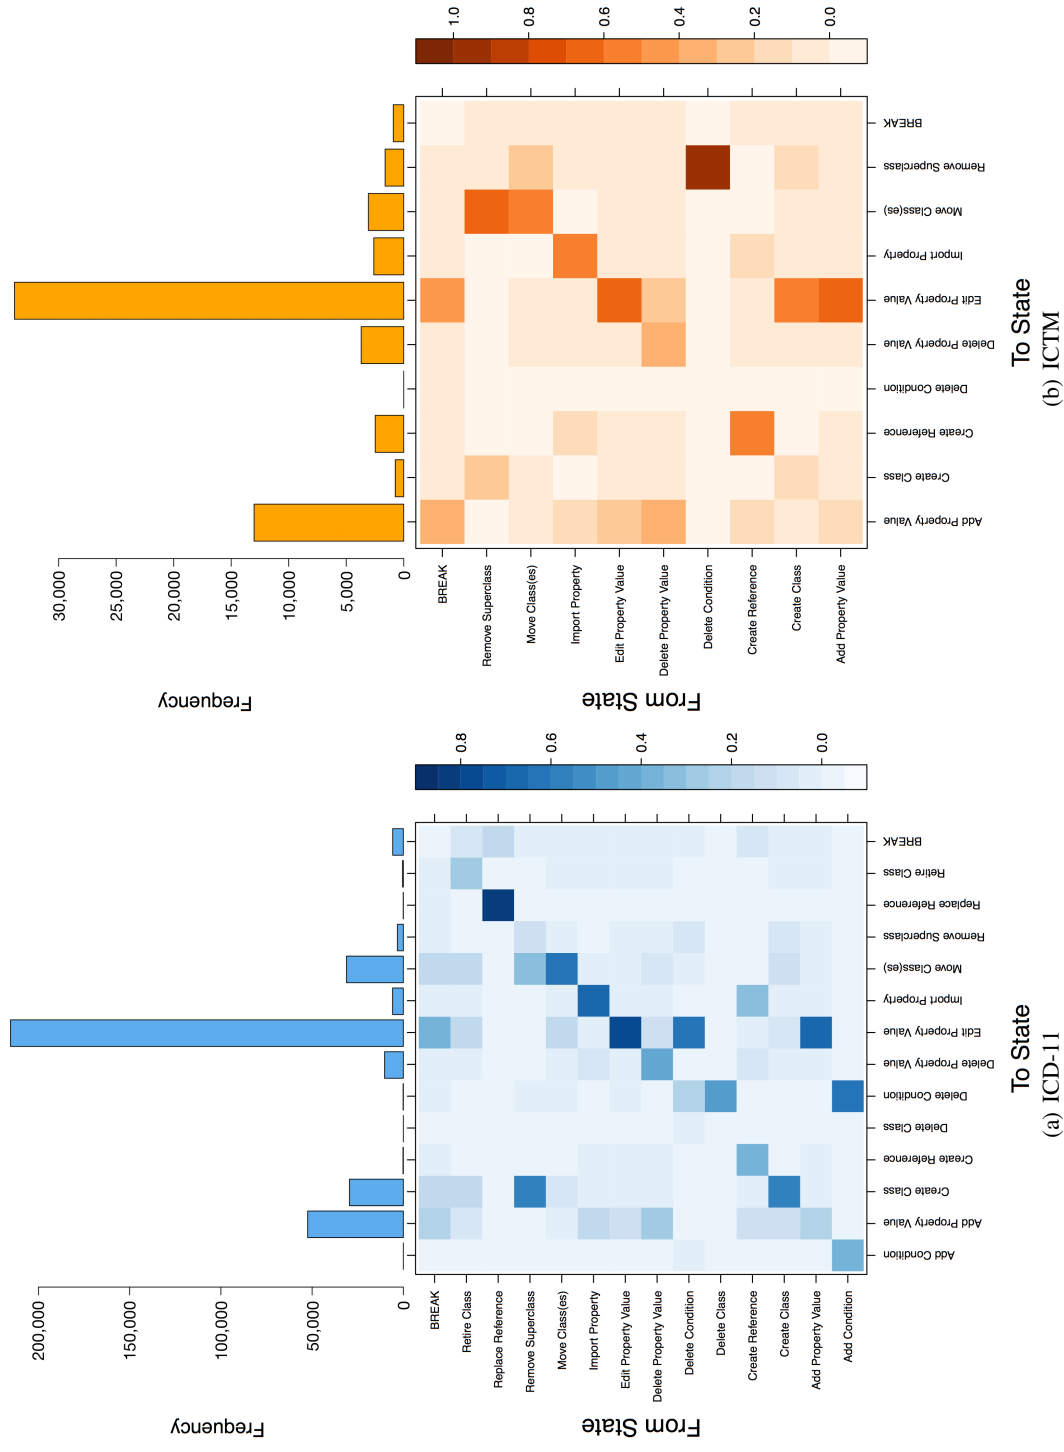 Frequency
200,000
150,000
100,000
50,000
0
From State
BREAK
Retire Class
Replace Reference
Remove Superclass
Move Class(es)
Import Property
Edit Property Value
Delete Property Value
Delete Condition
Delete Class
Create Reference
Create Class
Add Property Value
Add Condition
Add Condition
Add Property Value
Create Class
Create Reference
Delete Class
Delete Condition
Delete Property Value
Edit Property Value
Import Property
Move Class(es)
Remove Superclass
Replace Reference
Retire Class
BREAK
0.8
0.6
0.4
0.2
0.0
To State
(a) ICD-11
Frequency
30,000
25,000
20,000
15,000
10,000
5,000
0
From State
BREAK
Remove Superclass
Move Class(es)
Import Property
Edit Property Value
Delete Property Value
Delete Condition
Create Reference
Create Class
Add Property Value
Add Property Value
Create Class
Create Reference
Delete Condition
Delete Property Value
Edit Property Value
Import Property
Move Class(es)
Remove Superclass
BREAK
1.0
0.8
0.6
0.4
0.2
0.0
To State
(b) ICTM